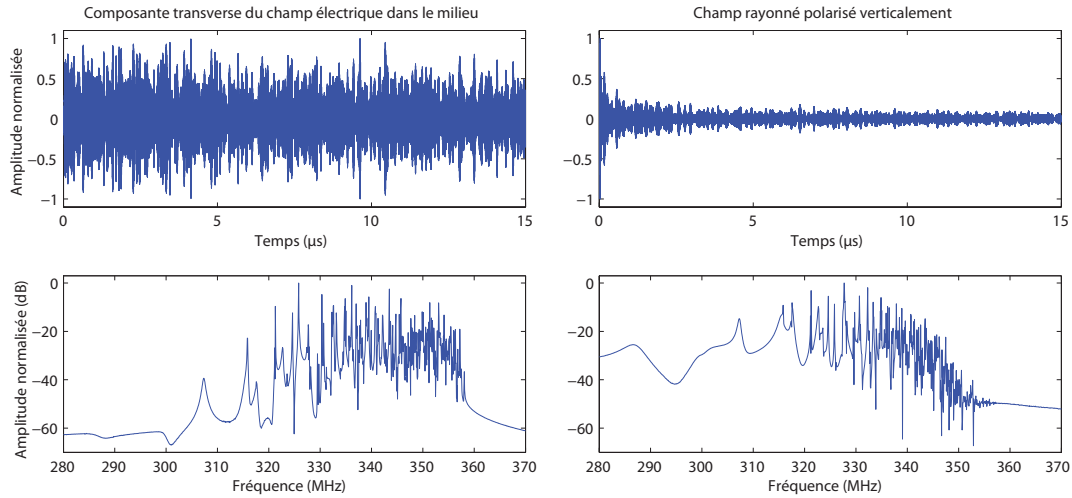 Composante transverse du champ électrique dans le milieu
Champ rayonné polarisé verticalement
Amplitude normalisée
1
0.5
0
−0.5
−1
0 5 10 15
Temps (µs)
1
0.5
0
−0.5
−1
0 5 10 15
Temps (µs)
Amplitude normalisée (dB)
0
−20
−40
−60
280 290 300 310 320 330 340 350 360 370
Fréquence (MHz)
0
−20
−40
−60
280 290 300 310 320 330 340 350 360 370
Fréquence (MHz)